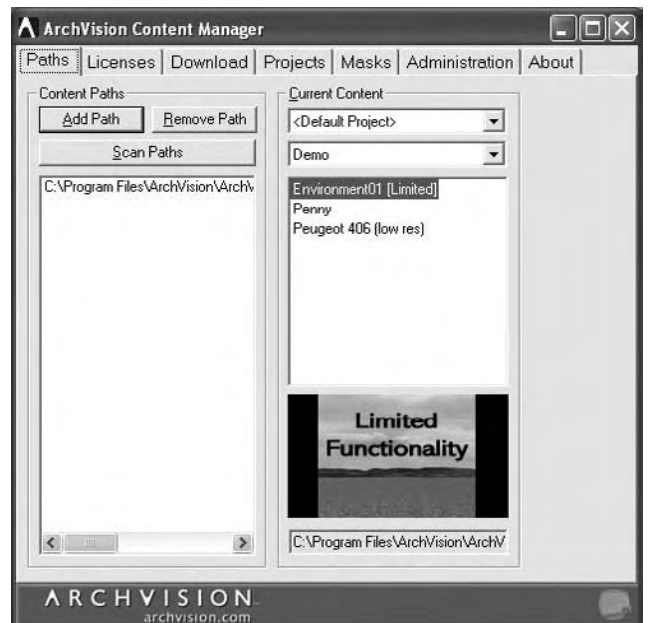 ArchVision Content Manager
Paths Licenses Download Projects Masks Administration About
Content Paths
Add Path Remove Path
Scan Paths
C:\Program Files\ArchVision\ArchV
Current Content
<Default Project>
Demo
Environment01 [Limited]
Penny
Peugeot 406 (low res)
Limited
Functionality
C:\Program Files\ArchVision\ArchV
ARCHVISION
archvision.com